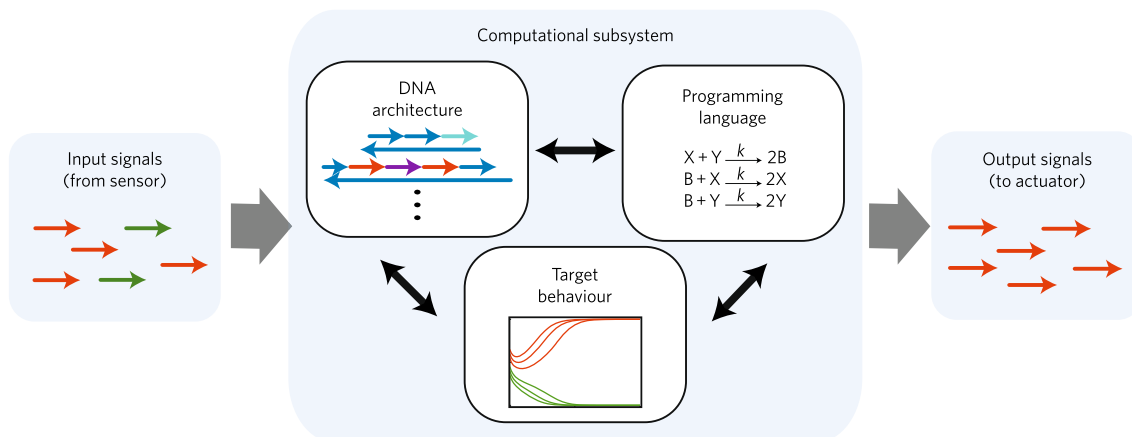 Computational subsystem
Input signals
(from sensor)
DNA
architecture
Programming
language
X + Y k→ 2B
B + X k→ 2X
B + Y k→ 2Y
Target
behaviour
Output signals
(to actuator)